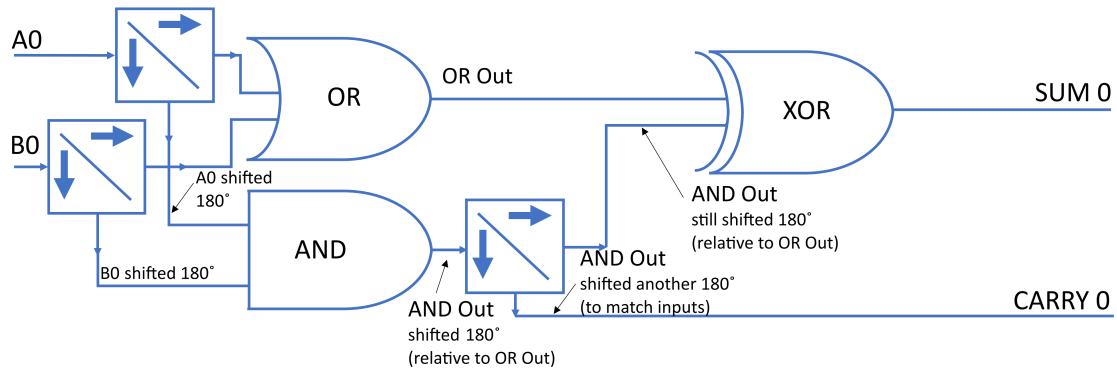 A0
OR
OR Out
XOR
SUM 0
B0
A0 shifted
180˚
AND
B0 shifted 180˚
AND Out
still shifted 180˚
(relative to OR Out)
AND Out
shifted another 180˚
(to match inputs)
AND Out
shifted 180˚
(relative to OR Out)
CARRY 0